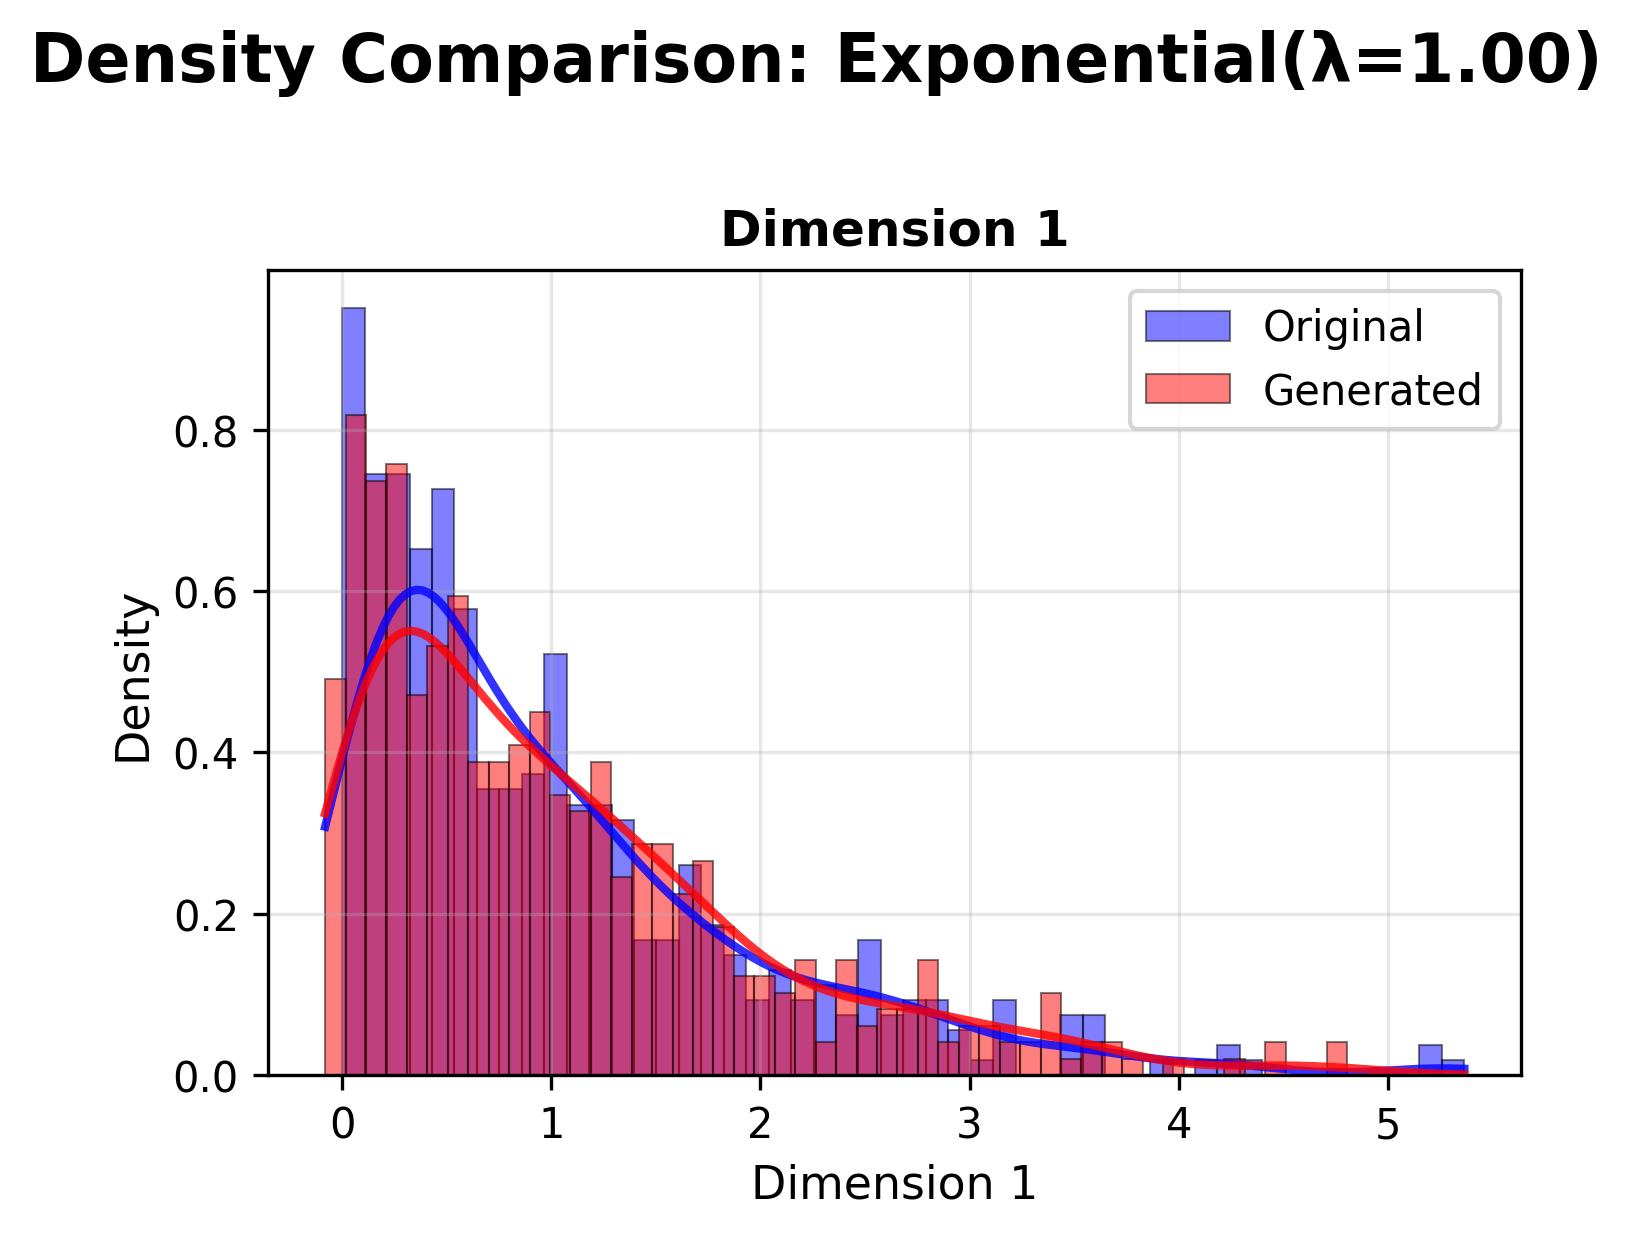 Density Comparison: Exponential(λ=1.00)
Dimension 1
Original
Generated
Density
0.8
0.6
0.4
0.2
0.0
0 1 2 3 4 5
Dimension 1